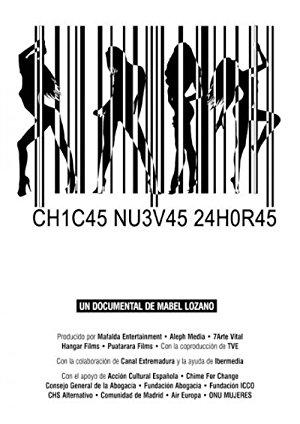 CH1C45 NU3V45 24H0R45
UN DOCUMENTAL DE MABEL LOZANO
Producido por Mafalda Entertainment • Aleph Media • 7Arte Vital
Hangar Films • Puatarara Films • Con la coproducción de TVE
Con la colaboración de Canal Extremadura y la ayuda de Ibermedia
Con el apoyo de Acción Cultural Española • Chime For Change
Consejo General de la Abogacía • Fundación Abogacía • Fundación ICCO
CHS Alternativo • Comunidad de Madrid • Air Europa • ONU MUJERES